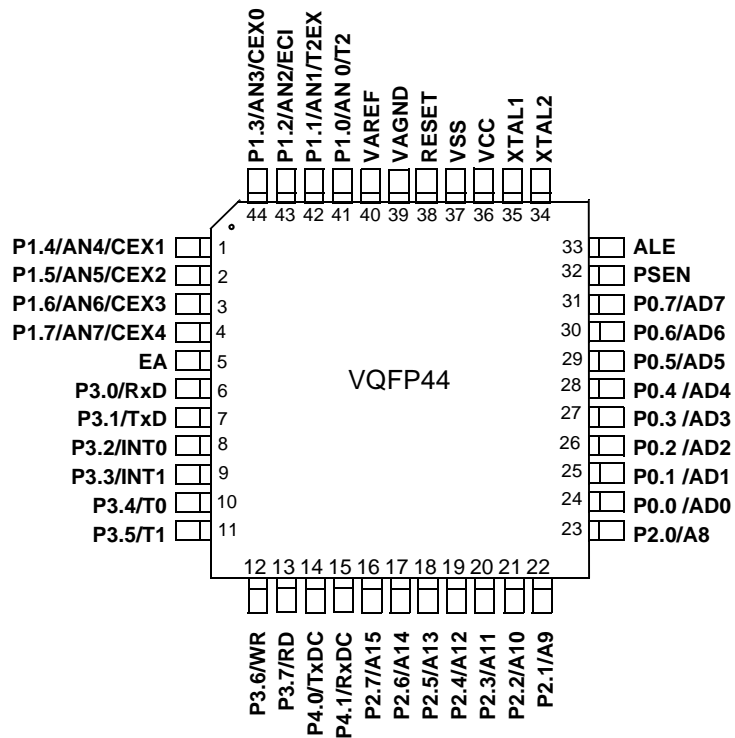 P1.3/AN3/CEX0
P1.2/AN2/ECI
P1.1/AN1/T2EX
P1.0/AN 0/T2
VAREF
VAGND
RESET
VSS
VCC
XTAL1
XTAL2
44 43 42 41 40 39 38 37 36 35 34
P1.4/AN4/CEX1 1
P1.5/AN5/CEX2 2
P1.6/AN6/CEX3 3
P1.7/AN7/CEX4 4
EA 5
P3.0/RxD 6
P3.1/TxD 7
P3.2/INT0 8
P3.3/INT1 9
P3.4/T0 10
P3.5/T1 11
VQFP44
33 ALE
32 PSEN
31 P0.7/AD7
30 P0.6/AD6
29 P0.5/AD5
28 P0.4 /AD4
27 P0.3 /AD3
26 P0.2 /AD2
25 P0.1 /AD1
24 P0.0 /AD0
23 P2.0/A8
12 13 14 15 16 17 18 19 20 21 22
P3.6/WR
P3.7/RD
P4.0/TxDC
P4.1/RxDC
P2.7/A15
P2.6/A14
P2.5/A13
P2.4/A12
P2.3/A11
P2.2/A10
P2.1/A9